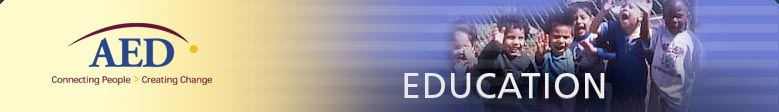 AED
Connecting People > Creating Change
EDUCATION